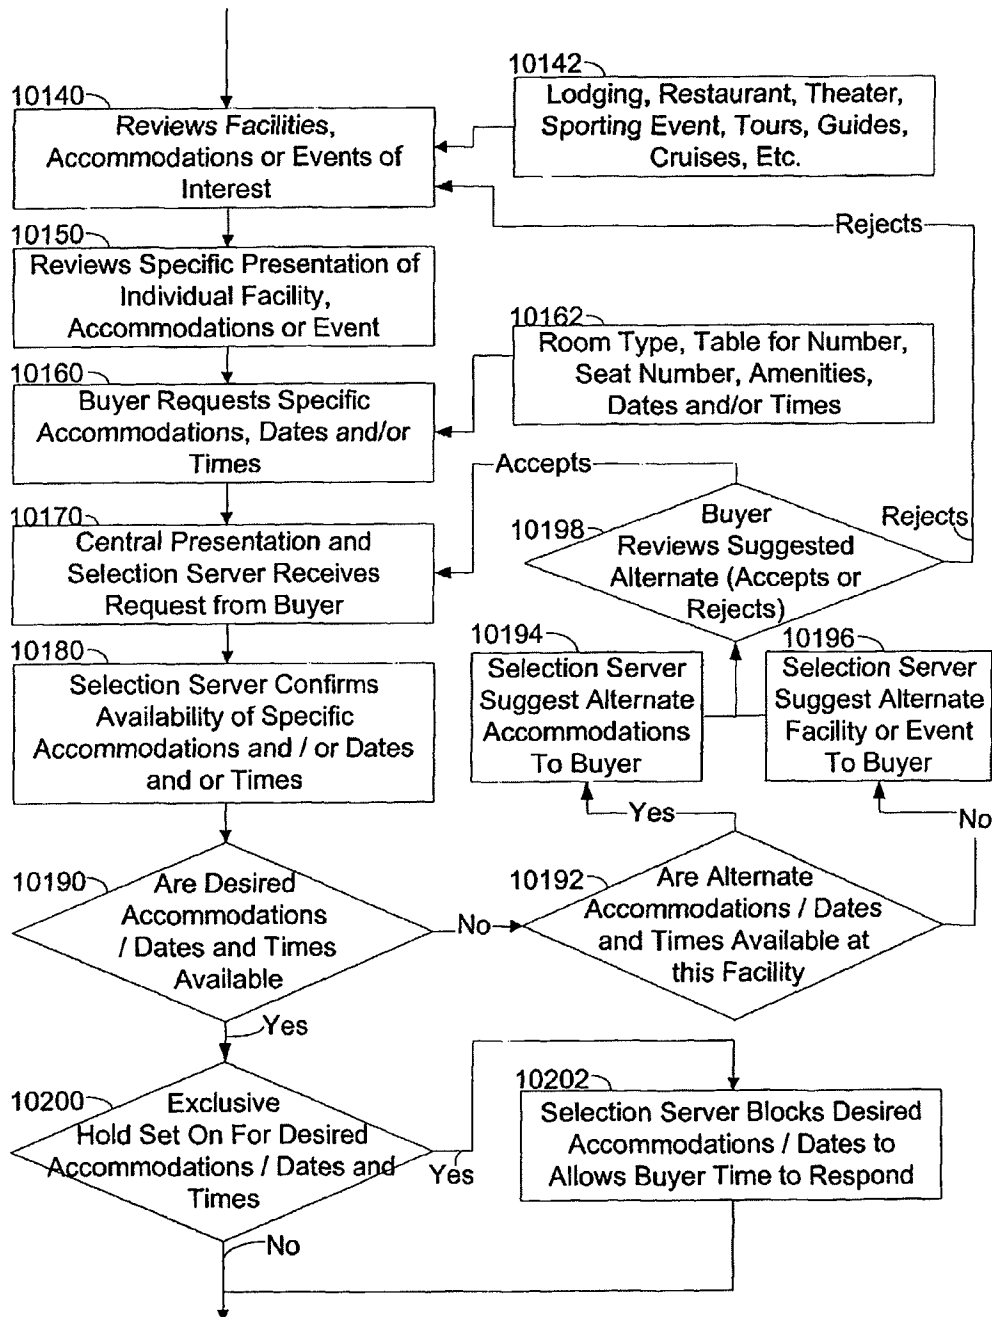 10142
Lodging, Restaurant, Theater,
Sporting Event, Tours, Guides,
Cruises, Etc.
10140
Reviews Facilities,
Accommodations or Events of
Interest
Rejects
10150
Reviews Specific Presentation of
Individual Facility,
Accommodations or Event
10162
Room Type, Table for Number,
Seat Number, Amenities,
Dates and/or Times
10160
Buyer Requests Specific
Accommodations, Dates and/or
Times
Accepts
10170
Central Presentation and
Selection Server Receives
Request from Buyer
10198
Buyer
Reviews Suggested
Alternate (Accepts or
Rejects)
Rejects
10180
Selection Server Confirms
Availability of Specific
Accommodations and / or Dates
and or Times
10194
Selection Server
Suggest Alternate
Accommodations
To Buyer
10196
Selection Server
Suggest Alternate
Facility or Event
To Buyer
Yes
No
10190
Are Desired
Accommodations
/ Dates and Times
Available
No
10192
Are Alternate
Accommodations / Dates
and Times Available at
this Facility
Yes
10200
Exclusive
Hold Set On For Desired
Accommodations / Dates and
Times
Yes
10202
Selection Server Blocks Desired
Accommodations / Dates to
Allows Buyer Time to Respond
No